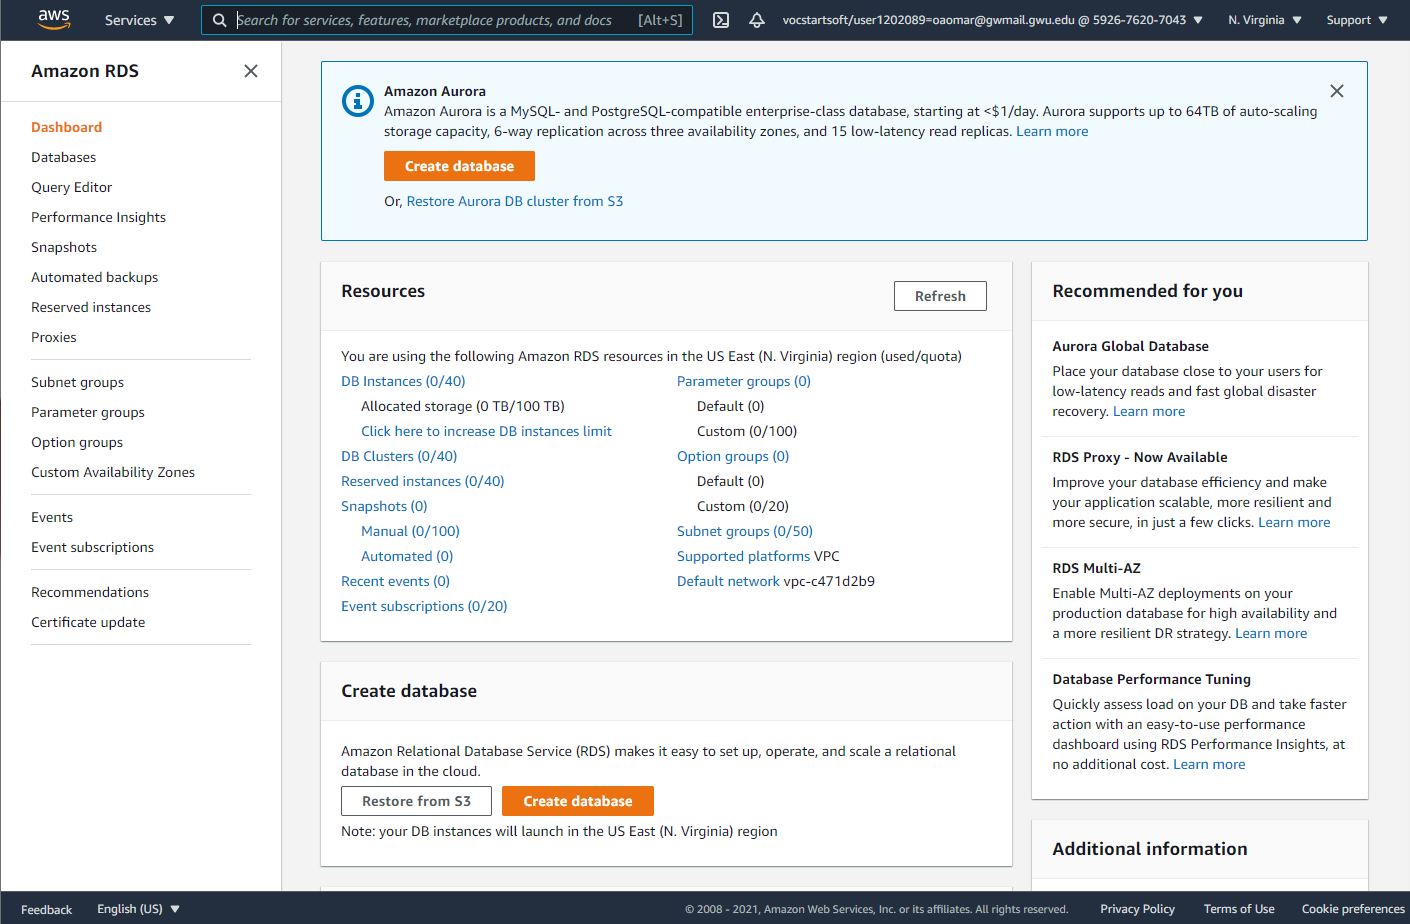 aws
Services
Search for services, features, marketplace products, and docs
[Alt+S]
vocstartsoft/user1202089=oaomar@gwmail.gwu.edu @ 5926-7620-7043
N. Virginia
Support
Amazon RDS
Dashboard
Databases
Query Editor
Performance Insights
Snapshots
Automated backups
Reserved instances
Proxies
Subnet groups
Parameter groups
Option groups
Custom Availability Zones
Events
Event subscriptions
Recommendations
Certificate update
Amazon Aurora
Amazon Aurora is a MySQL- and PostgreSQL-compatible enterprise-class database, starting at <$1/day. Aurora supports up to 64TB of auto-scaling
storage capacity, 6-way replication across three availability zones, and 15 low-latency read replicas. Learn more
Create database
Or, Restore Aurora DB cluster from S3
Resources
Refresh
You are using the following Amazon RDS resources in the US East (N. Virginia) region (used/quota)
DB Instances (0/40)
Allocated storage (0 TB/100 TB)
Click here to increase DB instances limit
DB Clusters (0/40)
Reserved instances (0/40)
Snapshots (0)
Manual (0/100)
Automated (0)
Recent events (0)
Event subscriptions (0/20)
Parameter groups (0)
Default (0)
Custom (0/100)
Option groups (0)
Default (0)
Custom (0/20)
Subnet groups (0/50)
Supported platforms VPC
Default network vpc-c471d2b9
Create database
Amazon Relational Database Service (RDS) makes it easy to set up, operate, and scale a relational
database in the cloud.
Restore from S3
Create database
Note: your DB instances will launch in the US East (N. Virginia) region
Recommended for you
Aurora Global Database
Place your database close to your users for
low-latency reads and fast global disaster
recovery. Learn more
RDS Proxy - Now Available
Improve your database efficiency and make
your application scalable, more resilient and
more secure, in just a few clicks. Learn more
RDS Multi-AZ
Enable Multi-AZ deployments on your
production database for high availability and
a more resilient DR strategy. Learn more
Database Performance Tuning
Quickly assess load on your DB and take faster
action with an easy-to-use performance
dashboard using RDS Performance Insights, at
no additional cost. Learn more
Additional information
Feedback
English (US)
© 2008 - 2021, Amazon Web Services, Inc. or its affiliates. All rights reserved.
Privacy Policy
Terms of Use
Cookie preferences